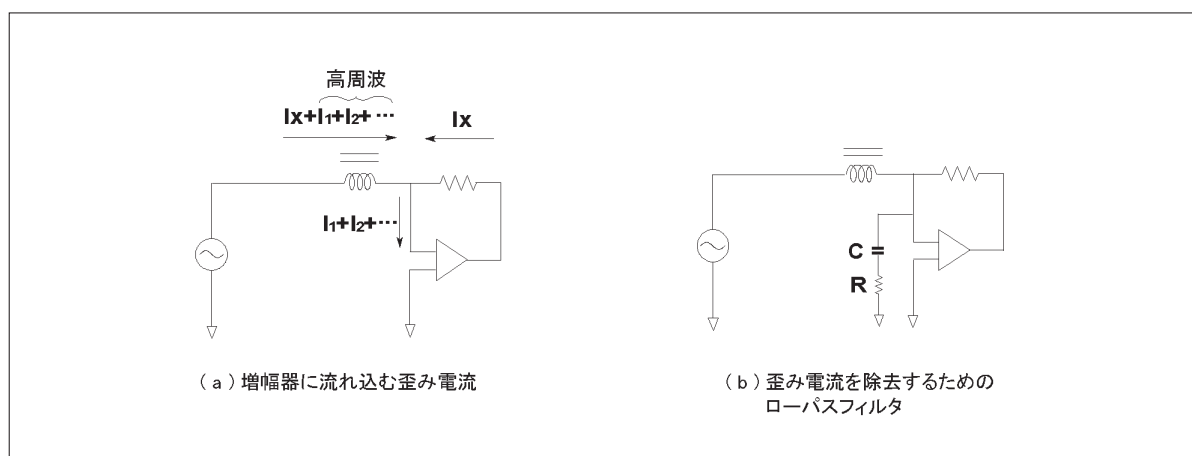 高周波
Ix+I1+I2+…
Ix
I1+I2+…
C
R
(a)増幅器に流れ込む歪み電流
(b)歪み電流を除去するための
ローパスフィルタ